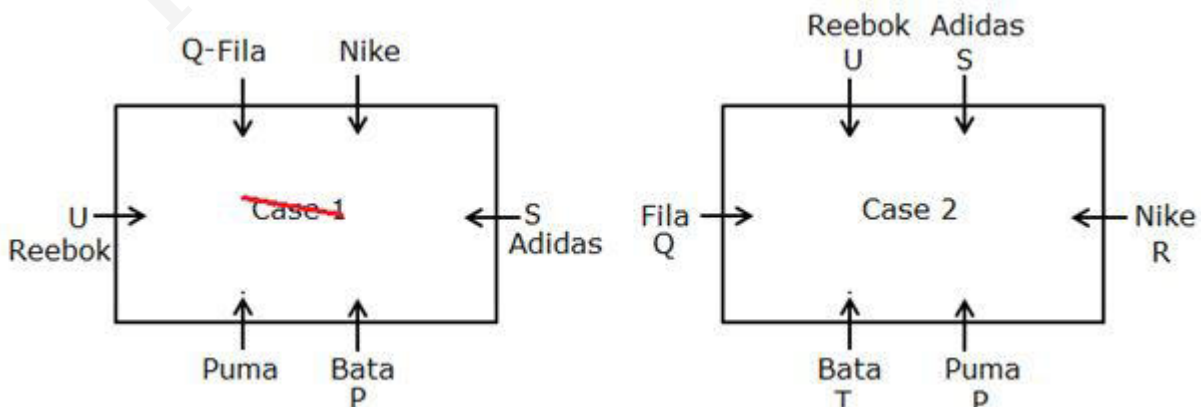 Q-Fila Nike
U
Reebok
Case 1
S
Adidas
Puma Bata
P
Reebok Adidas
U S
Fila
Q
Case 2
Nike
R
Bata Puma
T P